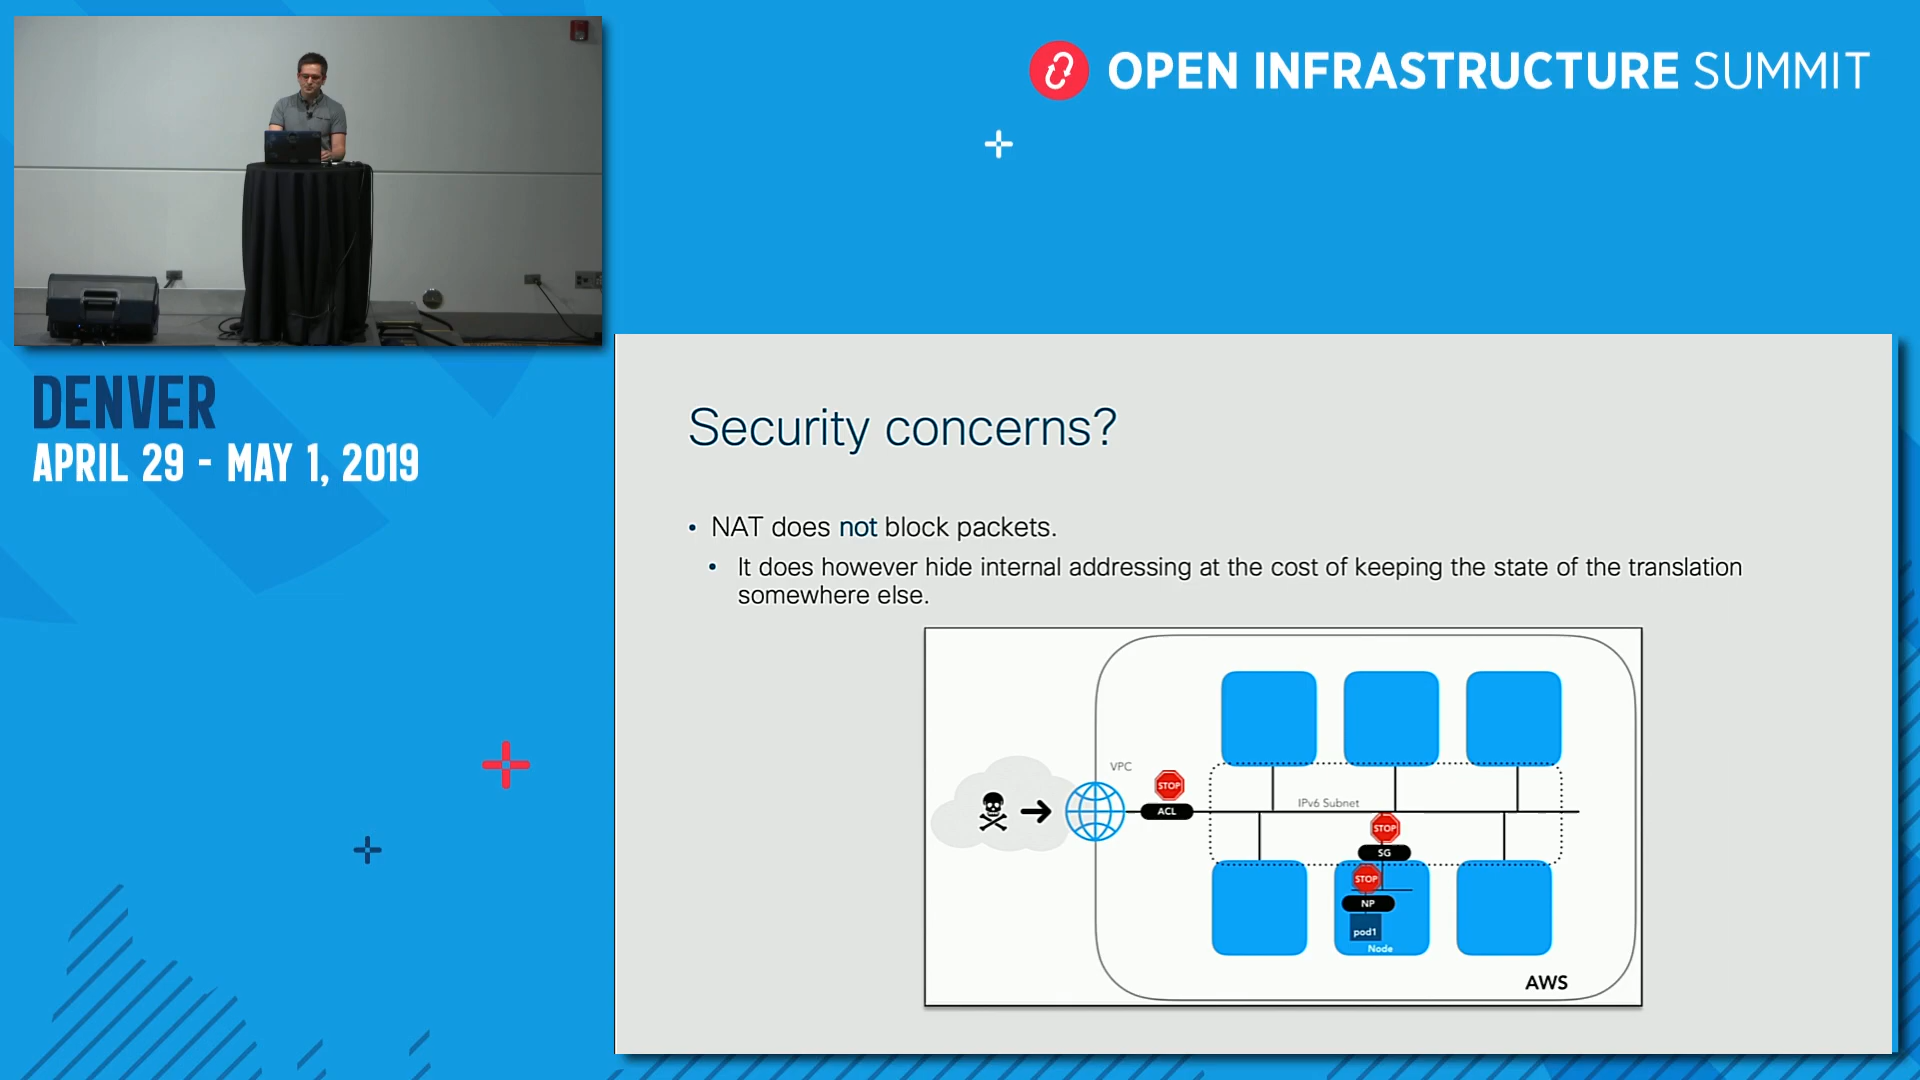 OPEN INFRASTRUCTURE SUMMIT
DENVER
APRIL 29 - MAY 1, 2019
Security concerns?
• NAT does not block packets.
• It does however hide internal addressing at the cost of keeping the state of the translation
somewhere else.
VPC
STOP
ACL
IPv6 Subnet
STOP
SG
STOP
NP
pod1
Node
AWS